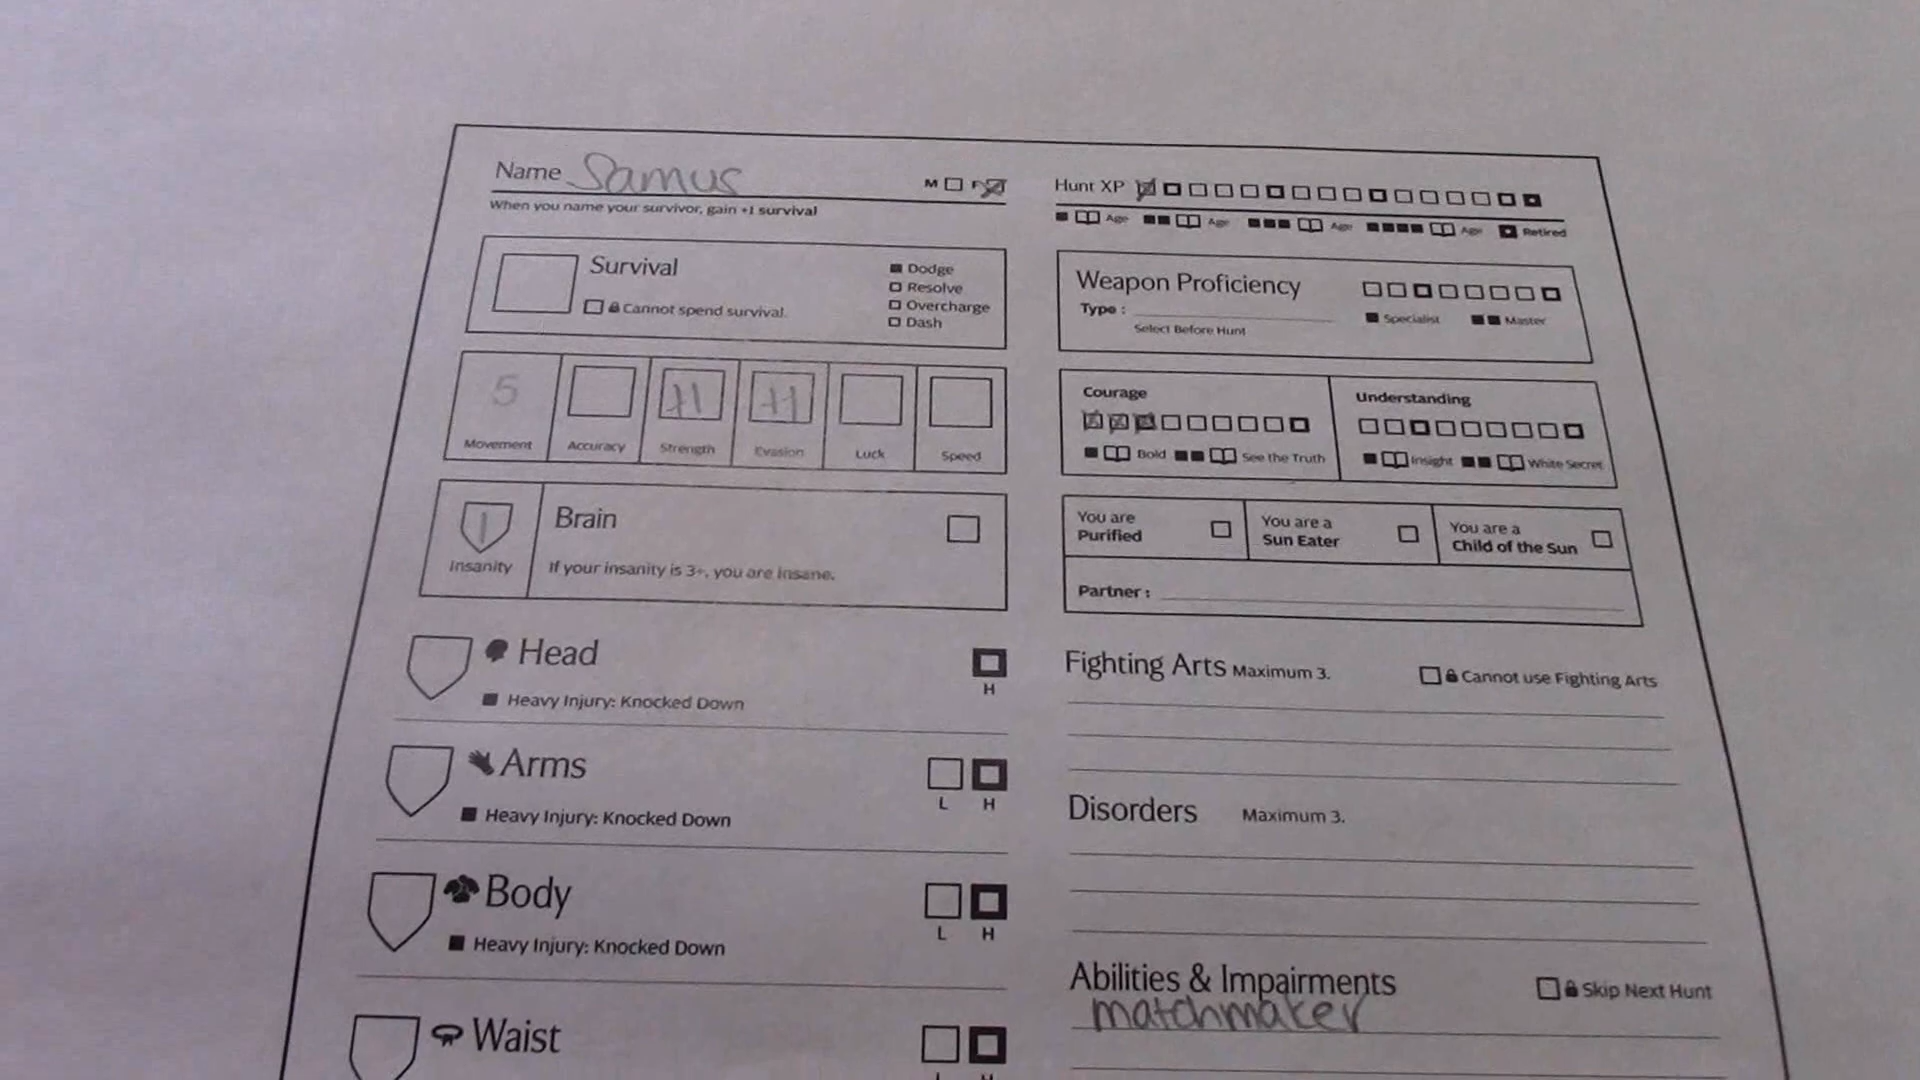 Name Samus M F
When you name your survivor, gain +1 survival
Survival
Cannot spend survival.
Dodge
Resolve
Overcharge
Dash
5 +1 +1
Movement Accuracy Strength Evasion Luck Speed
1 Brain
Insanity If your insanity is 3+, you are insane.
Head
H
Heavy Injury: Knocked Down
Arms
L H
Heavy Injury: Knocked Down
Body
L H
Heavy Injury: Knocked Down
Waist
L H
Hunt XP
Age Age Age Age Retired
Weapon Proficiency
Type :
Select Before Hunt
Specialist Master
Courage
Bold See the Truth
Understanding
Insight White Secret
You are
Purified
You are a
Sun Eater
You are a
Child of the Sun
Partner :
Fighting Arts Maximum 3. Cannot use Fighting Arts
Disorders Maximum 3.
Abilities & Impairments Skip Next Hunt
matchmaker